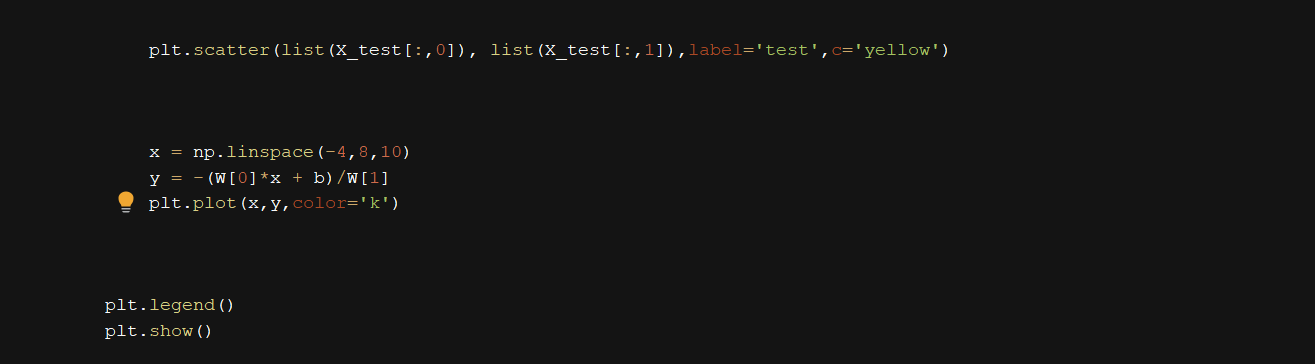 plt.scatter(list(X_test[:,0]), list(X_test[:,1]),label='test',c='yellow')
x = np.linspace(-4,8,10)
y = -(W[0]*x + b)/W[1]
plt.plot(x,y,color='k')
plt.legend()
plt.show()